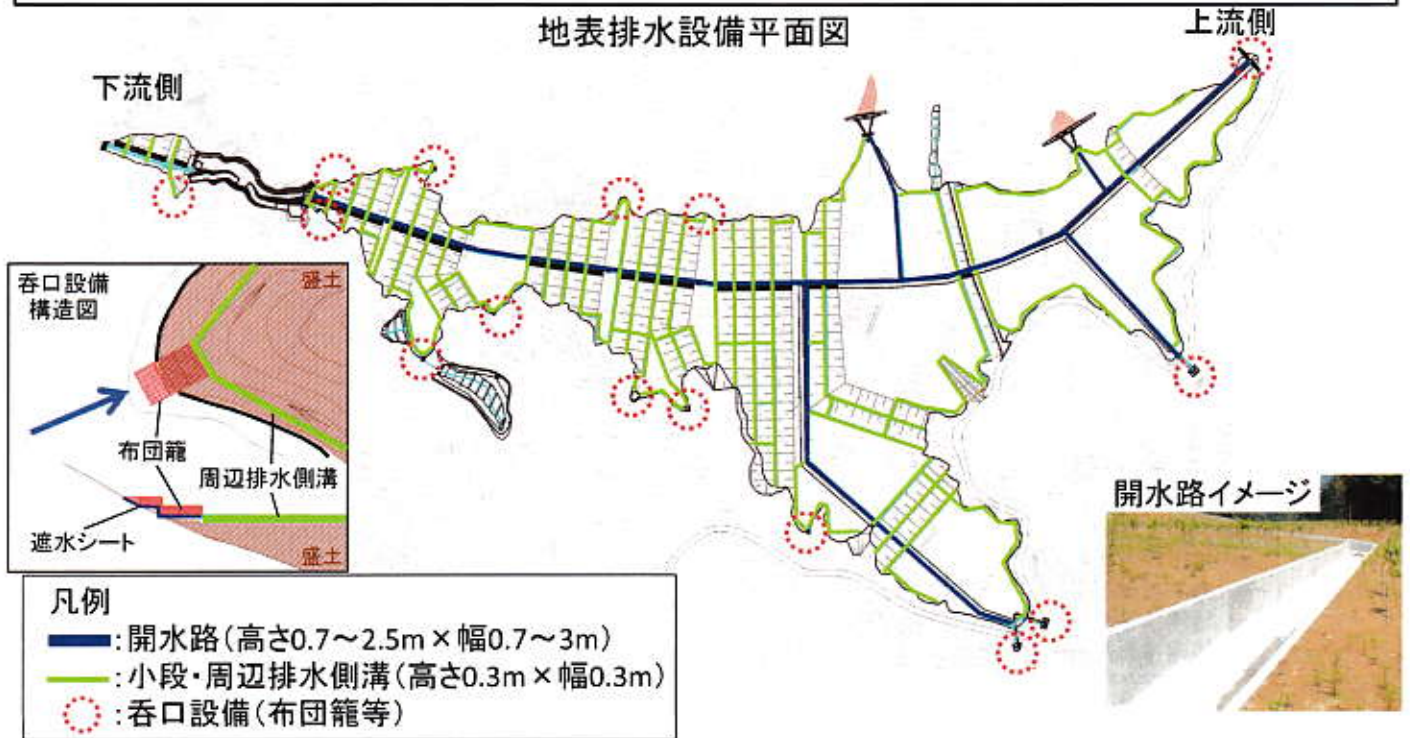 地表排水設備平面図
上流側
下流側
呑口設備
構造図
盛土
布団籠
周辺排水側溝
遮水シート
盛土
開水路イメージ
凡例
:開水路(高さ0.7～2.5m×幅0.7～3m)
:小段・周辺排水側溝(高さ0.3m×幅0.3m)
:呑口設備(布団籠等)